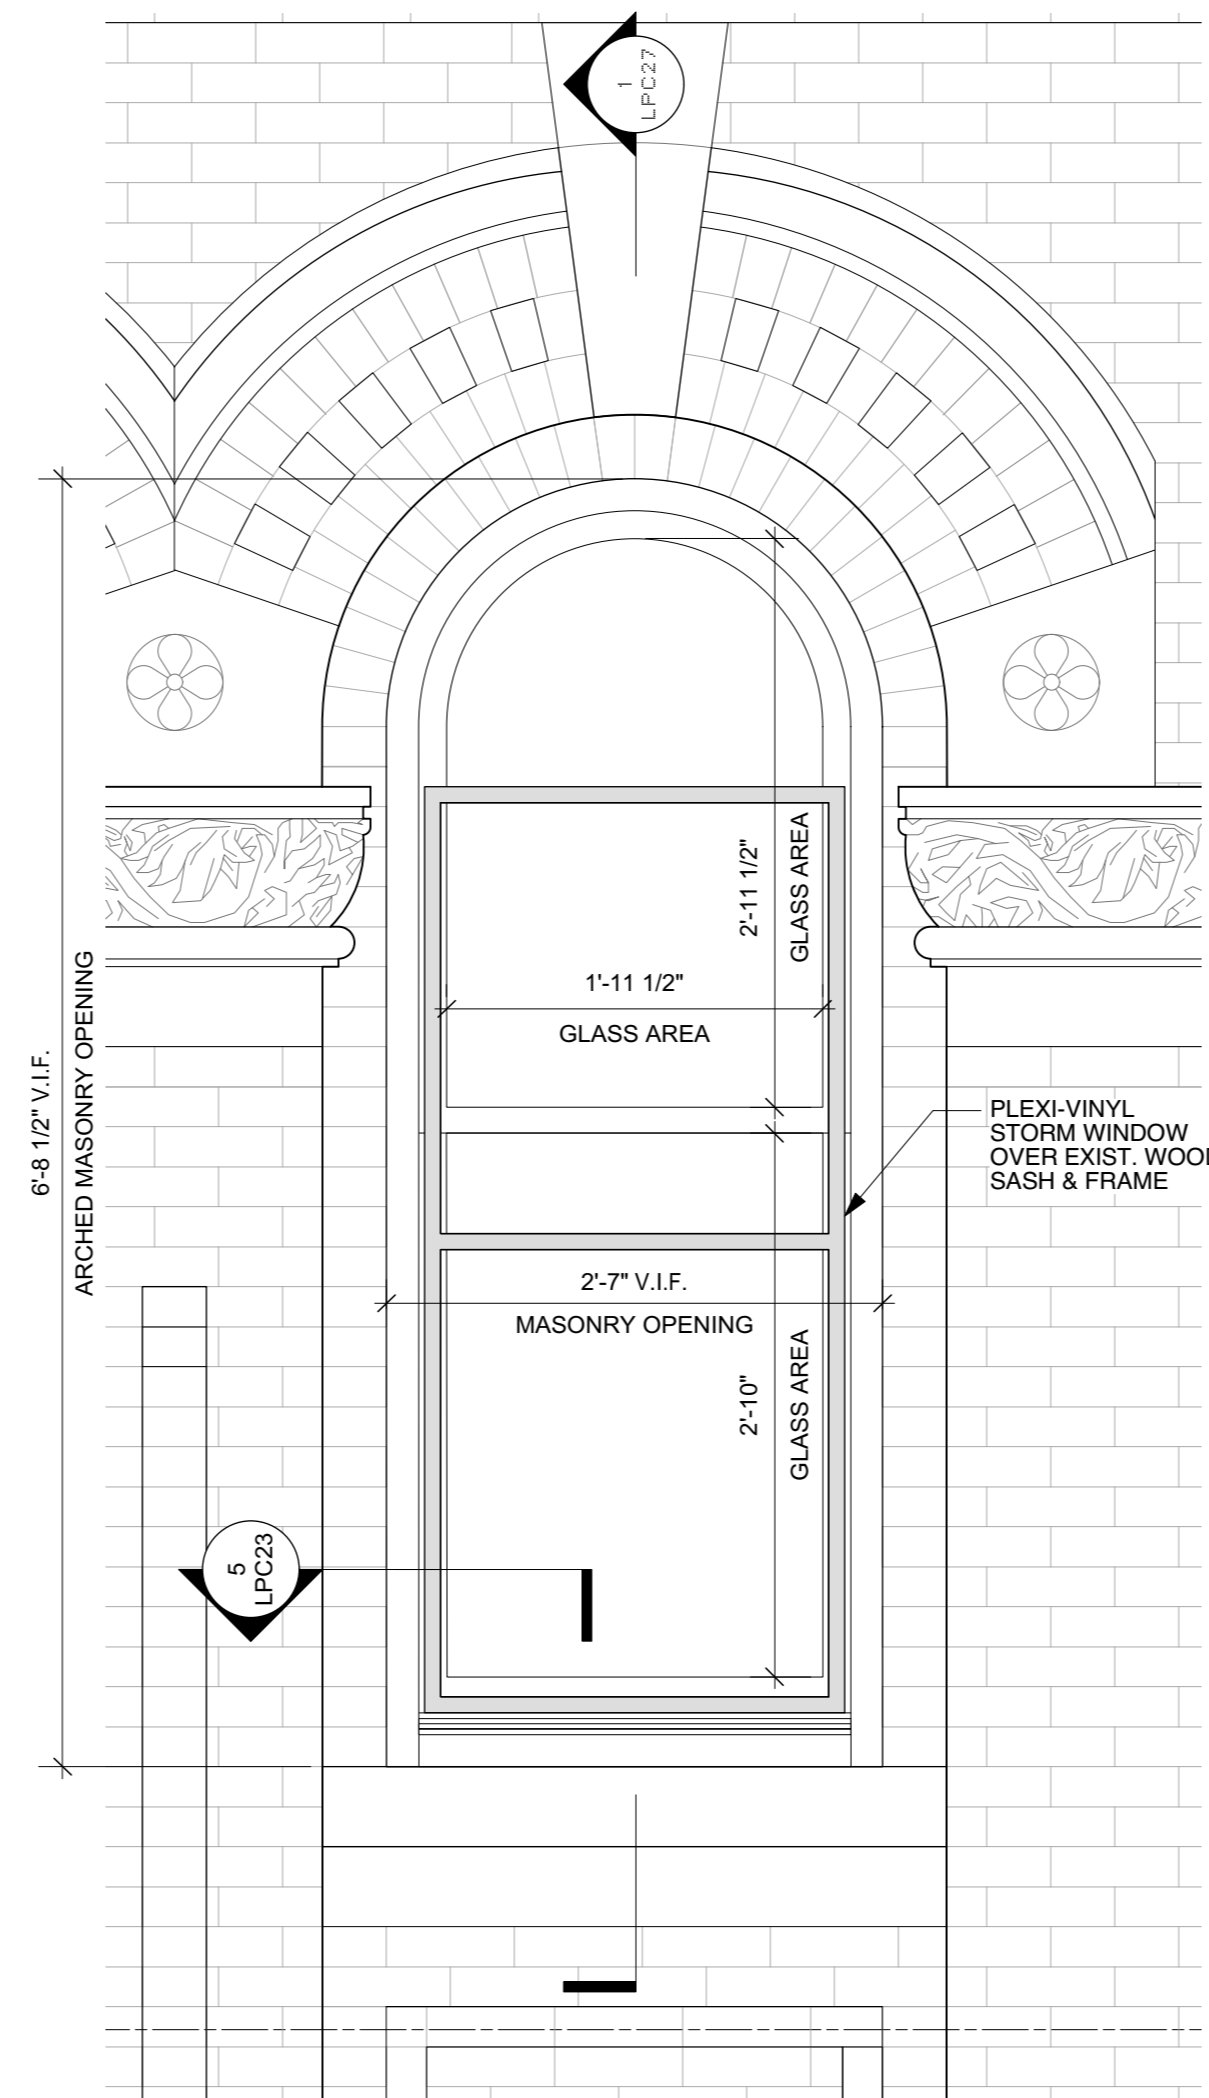 1
LPC27
2'-11 1/2"
GLASS AREA
1'-11 1/2"
GLASS AREA
6'-8 1/2" V.I.F.
ARCHED MASONRY OPENING
PLEXI-VINYL
STORM WINDOW
OVER EXIST. WOO
SASH & FRAME
2'-7" V.I.F.
MASONRY OPENING
2'-10"
GLASS AREA
5
LPC23